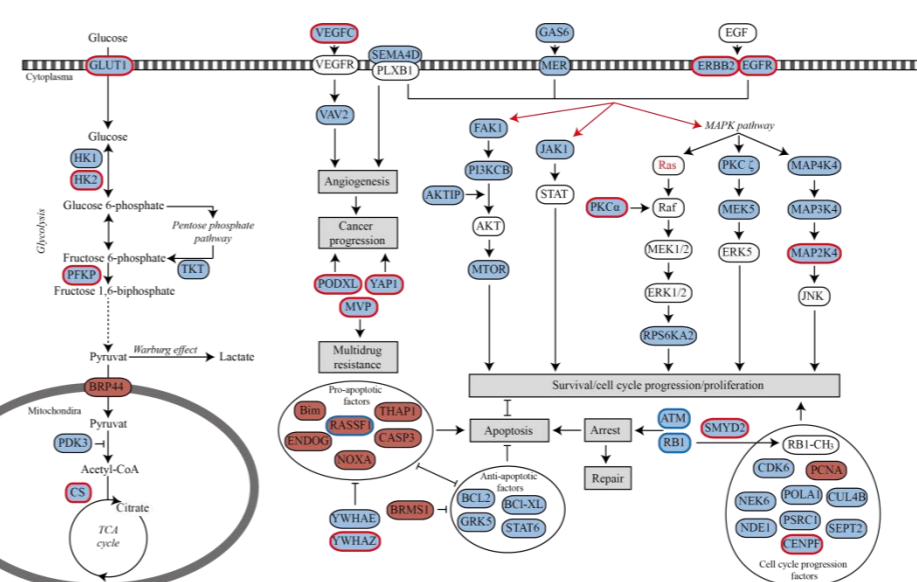 Glucose
GLUT1
Cytoplasma
Glucose
HK1
HK2
Glycolysis
Glucose 6-phosphate
Pentose phosphate
pathway
Fructose 6-phosphate
PFKP
TKT
Fructose 1,6-biphosphate
Pyruvat
Warburg effect
Lactate
BRP44
Mitochondira
Pyruvat
PDK3
Acetyl-CoA
CS
Citrate
TCA
cycle
VEGFC
VEGFR
SEMA4D
PLXB1
VAV2
Angiogenesis
Cancer
progression
PODXL
YAP1
MVP
Multidrug
resistance
GAS6
MER
EGF
ERBB2
EGFR
MAPK pathway
FAK1
PI3KCB
AKTIP
AKT
MTOR
JAK1
STAT
Ras
PKCα
Raf
MEK1/2
ERK1/2
RPS6KA2
PKC ζ
MEK5
ERK5
MAP4K4
MAP3K4
MAP2K4
JNK
Survival/cell cycle progression/proliferation
Pro-apoptotic
factors
Bim
THAP1
RASSF1
ENDOG
CASP3
NOXA
YWHAE
YWHAZ
BRMS1
Apoptosis
Anti-apoptotic
factors
BCL2
BCl-XL
GRK5
STAT6
Arrest
Repair
ATM
RB1
SMYD2
RB1-CH3
CDK6
PCNA
NEK6
POLA1
CUL4B
NDE1
PSRC1
SEPT2
CENPF
Cell cycle progression
factors